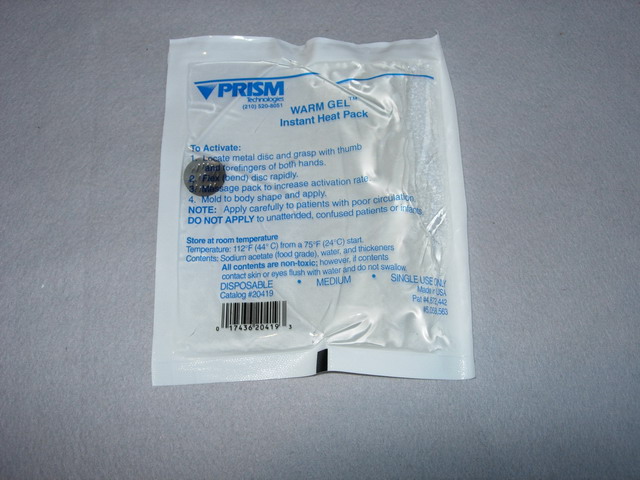 PRISM
Technologies
(210) 520-8051
WARM GEL™
Instant Heat Pack
To Activate:
1. Locate metal disc and grasp with thumb
and forefingers of both hands.
2. Flex (bend) disc rapidly.
3. Massage pack to increase activation rate.
4. Mold to body shape and apply.
NOTE: Apply carefully to patients with poor circulation.
DO NOT APPLY to unattended, confused patients or infants.
Store at room temperature
Temperature: 112°F (44°C) from a 75°F (24°C) start.
Contents: Sodium acetate (food grade), water, and thickeners
All contents are non-toxic; however, if contents
contact skin or eyes flush with water and do not swallow.
DISPOSABLE * MEDIUM * SINGLE USE ONLY
Catalog #20419
Made in USA
Pat #4,872,442
0 17436 20419 3